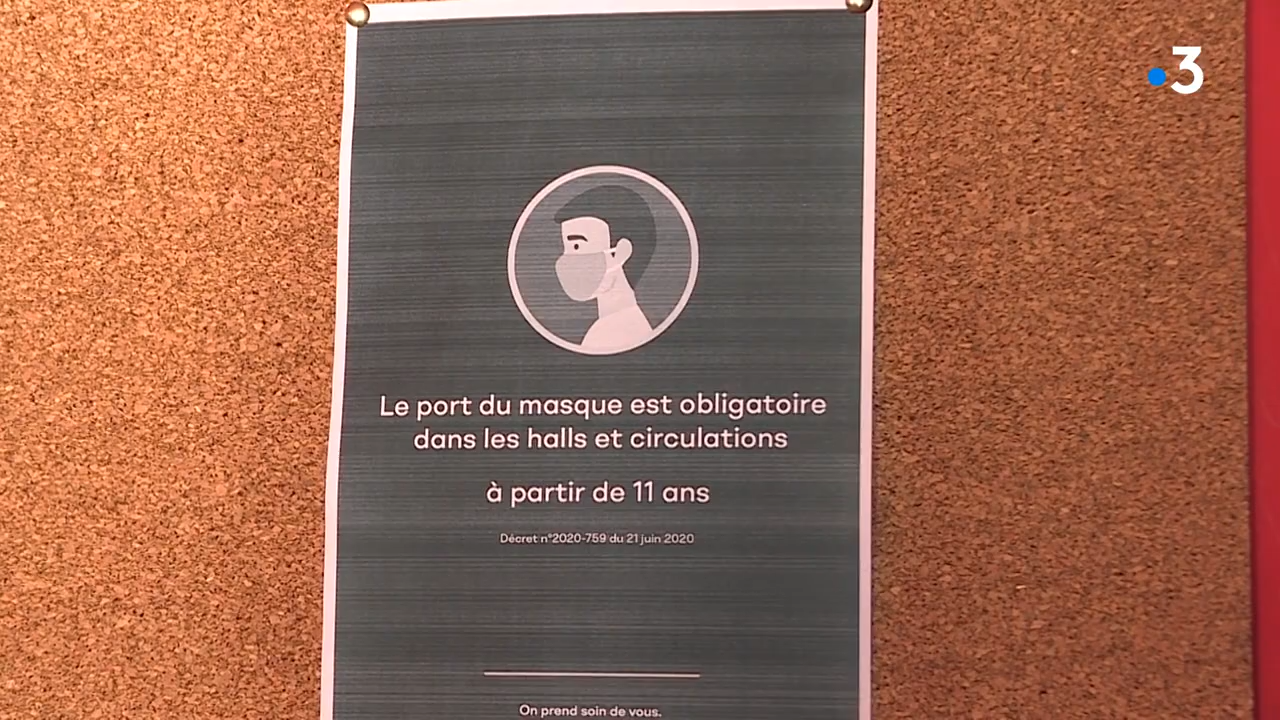 3
Le port du masque est obligatoire
dans les halls et circulations
à partir de 11 ans
Décret n°2020-759 du 21 juin 2020
On prend soin de vous.